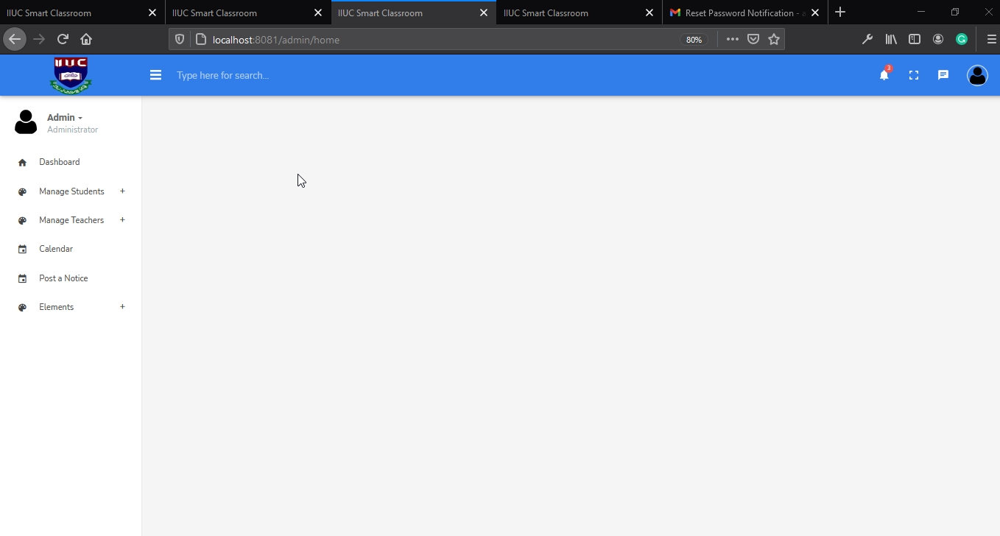 IIUC Smart Classroom
IIUC Smart Classroom
IIUC Smart Classroom
IIUC Smart Classroom
Reset Password Notification -
localhost:8081/admin/home
80%
IIUC
Type here for search...
3
Admin
Administrator
Dashboard
Manage Students +
Manage Teachers +
Calendar
Post a Notice
Elements +